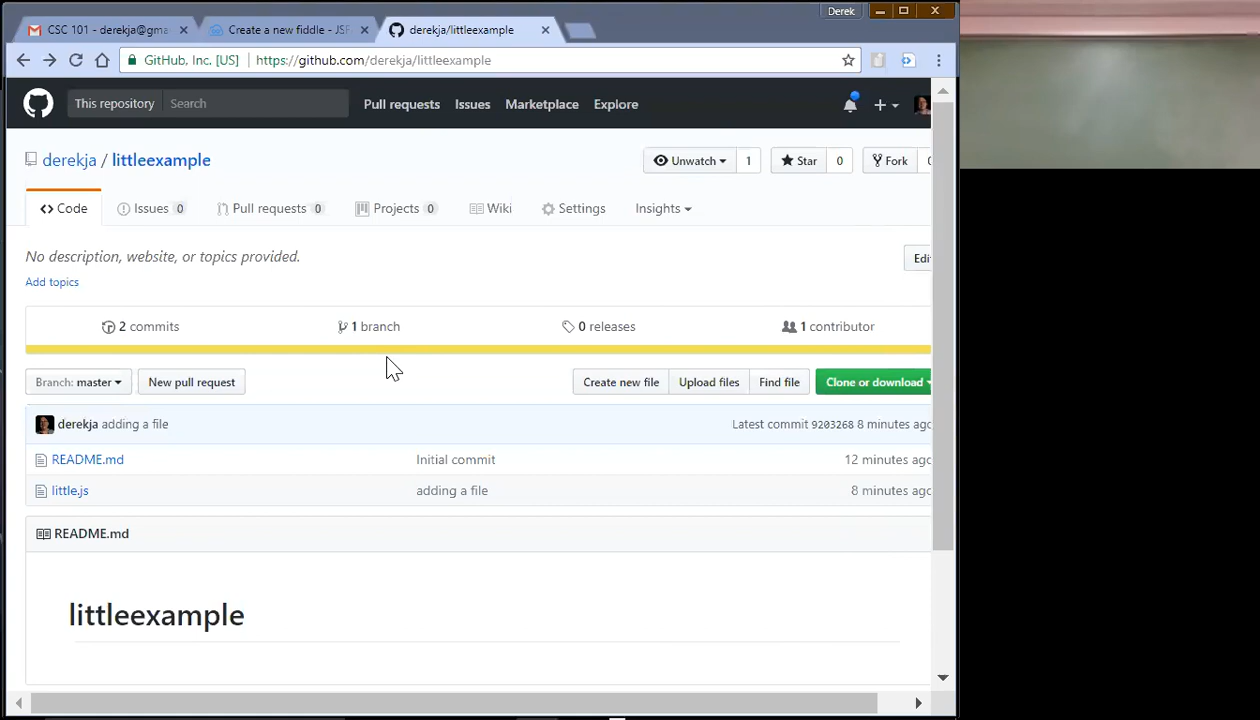 Derek
CSC 101 - derekja@gma
Create a new fiddle - JSF
derekja/littleexample
GitHub, Inc. [US] https://github.com/derekja/littleexample
This repository Search Pull requests Issues Marketplace Explore
derekja / littleexample
Unwatch 1 Star 0 Fork 0
Code Issues 0 Pull requests 0 Projects 0 Wiki Settings Insights
No description, website, or topics provided.
Edi
Add topics
2 commits 1 branch 0 releases 1 contributor
Branch: master New pull request Create new file Upload files Find file Clone or download
derekja adding a file Latest commit 9203268 8 minutes ago
README.md Initial commit 12 minutes ago
little.js adding a file 8 minutes ago
README.md
littleexample